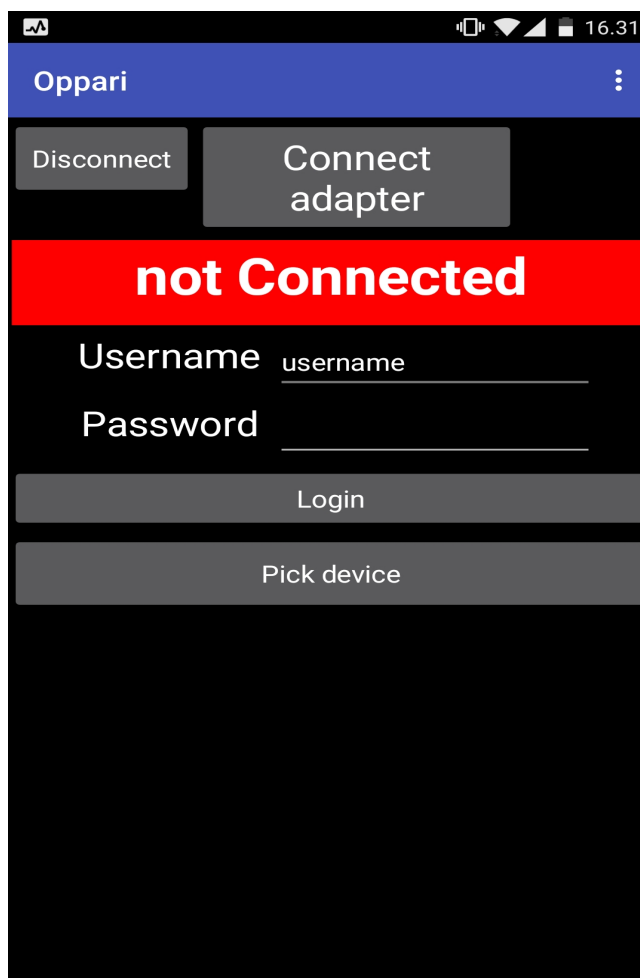 16.31
Oppari
Disconnect
Connect
adapter
not Connected
Username username
Password
Login
Pick device